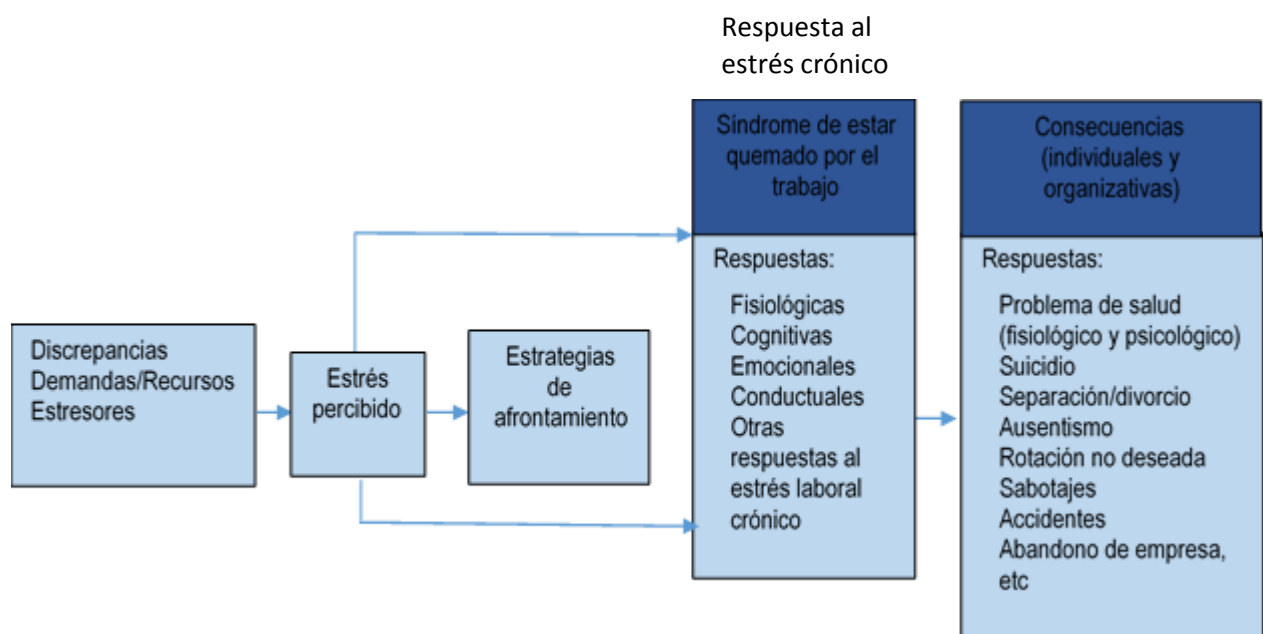 Respuesta al
estrés crónico
Síndrome de estar
quemado por el
trabajo
Consecuencias
(individuales y
organizativas)
Discrepancias
Demandas/Recursos
Estresores
Estrés
percibido
Estrategias
de
afrontamiento
Respuestas:
Fisiológicas
Cognitivas
Emocionales
Conductuales
Otras
respuestas al
estrés laboral
crónico
Respuestas:
Problema de salud
(fisiológico y psicológico)
Suicidio
Separación/divorcio
Ausentismo
Rotación no deseada
Sabotajes
Accidentes
Abandono de empresa,
etc